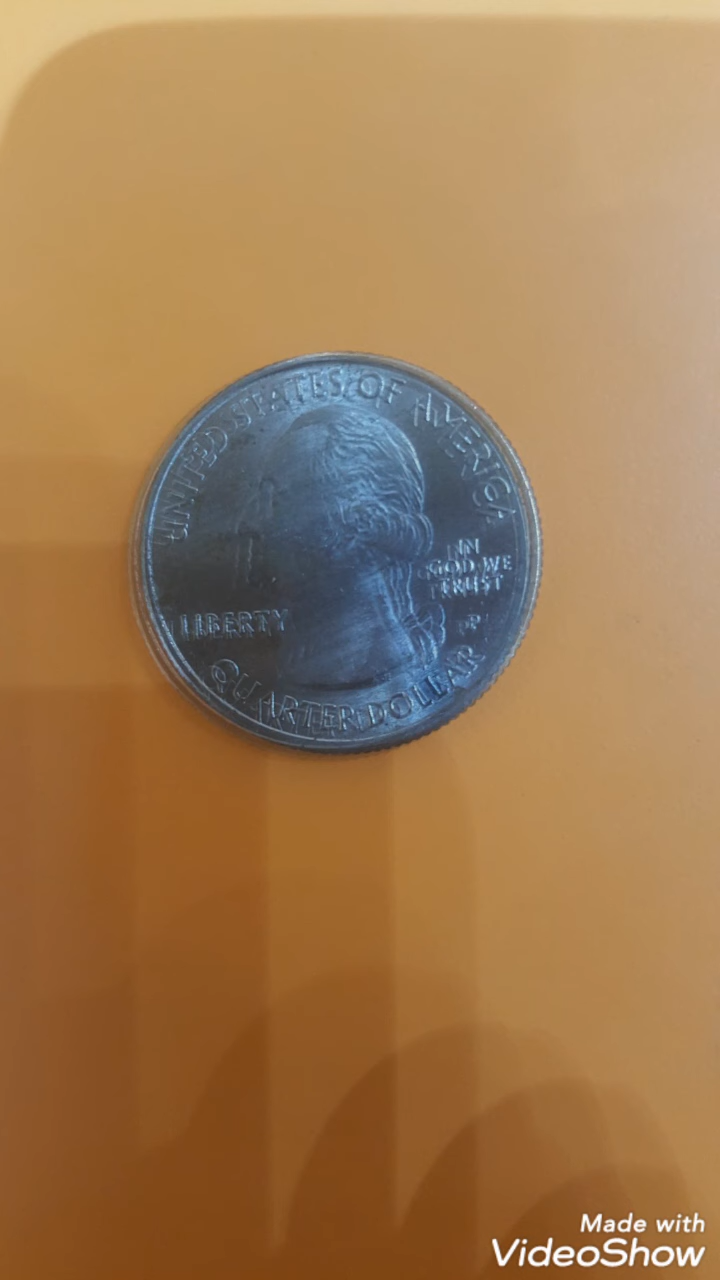 UNITED STATES OF AMERICA
LIBERTY
IN
GOD WE
TRUST
P
QUARTER DOLLAR
Made with
VideoShow